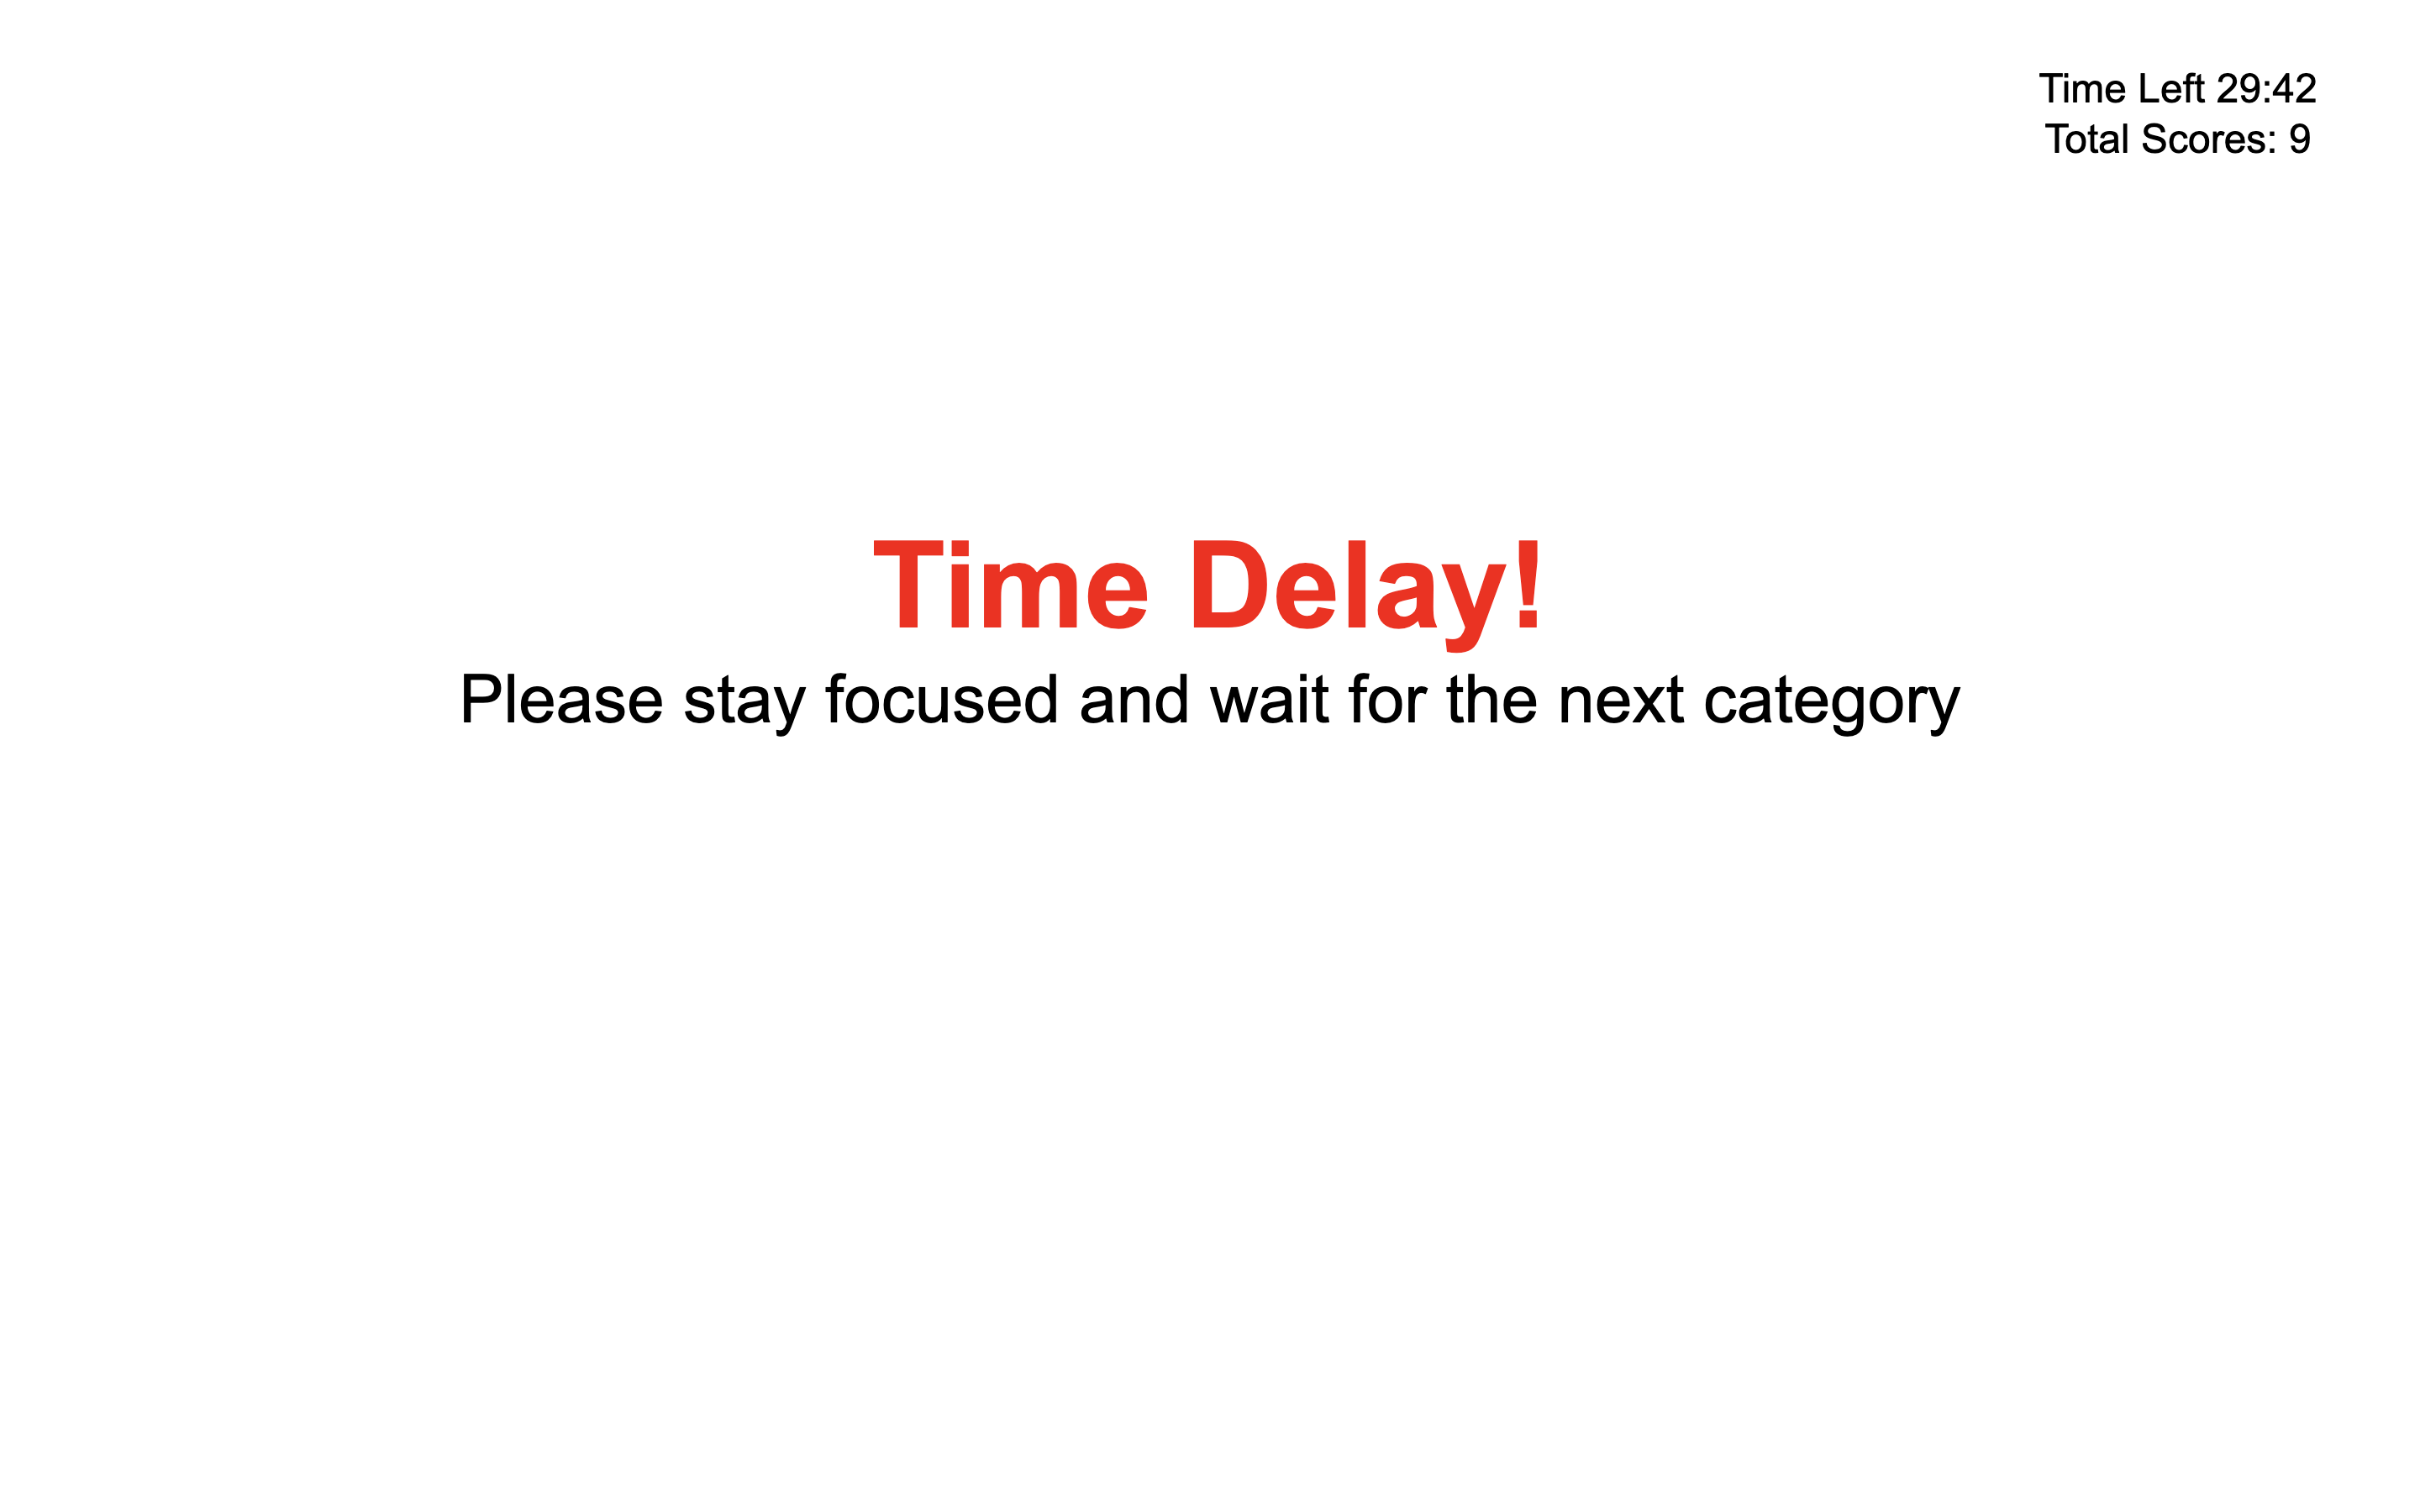 Time Left 29:42
Total Scores: 9
Time Delay!
Please stay focused and wait for the next category